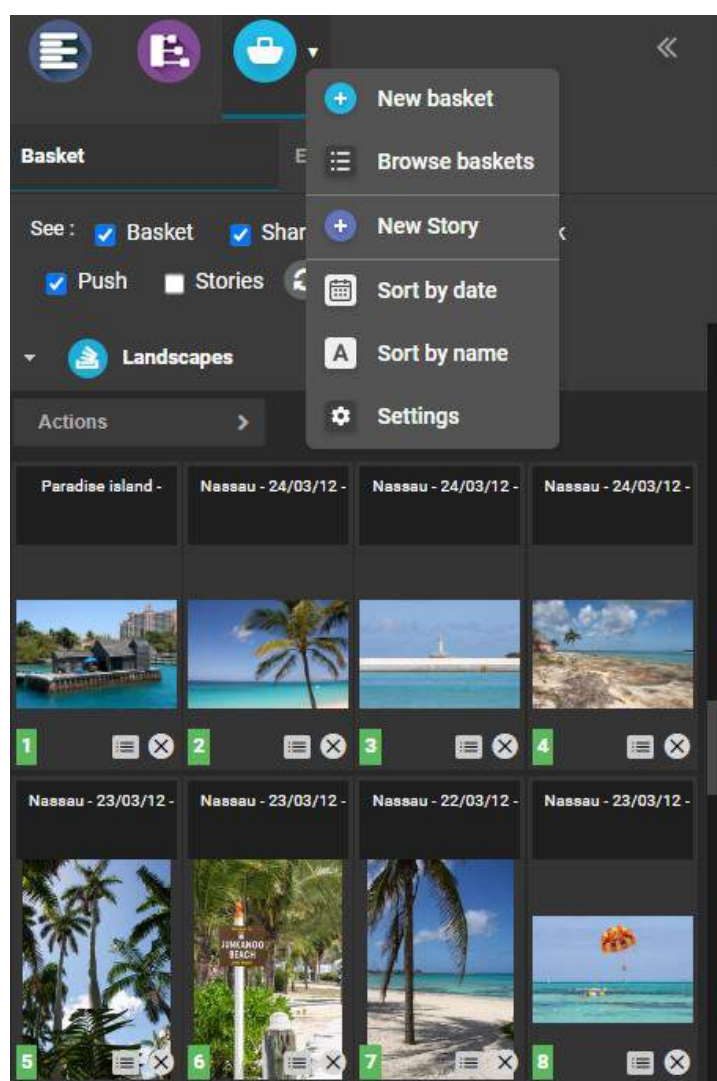 New basket
Basket
Browse baskets
See :
Basket
New Story
Push
Stories
Sort by date
Landscapes
Sort by name
Actions
Settings
Paradise island -
Nassau - 24/03/12 -
Nassau - 24/03/12 -
Nassau - 24/03/12 -
1
2
3
4
Nassau - 23/03/12 -
Nassau - 23/03/12 -
Nassau - 22/03/12 -
Nassau - 23/03/12 -
JUNKANOO
BEACH
5
6
7
8